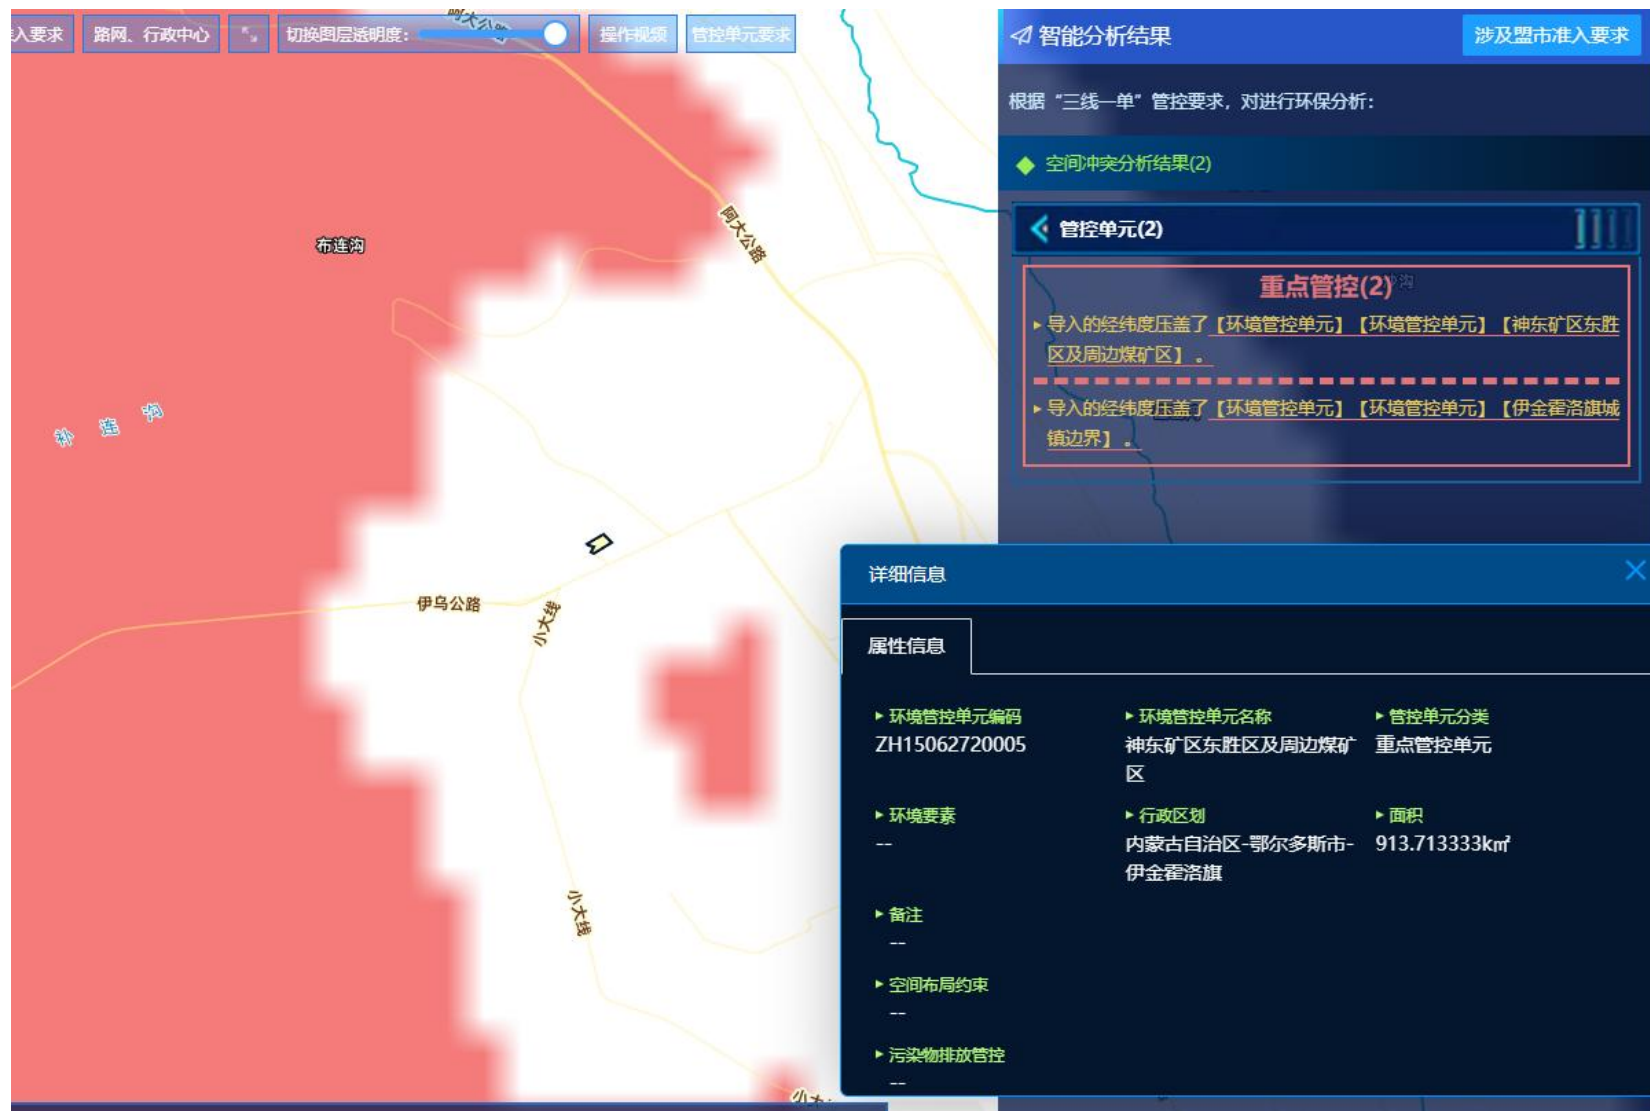 入要求
路网、行政中心
切换图层透明度：
操作视频
管控单元要求
阿大公路
布连沟
阿大公路
补连沟
伊乌公路
小大线
小大线
智能分析结果
涉及盟市准入要求
根据“三线一单”管控要求，对进行环保分析：
空间冲突分析结果(2)
管控单元(2)
重点管控(2)
导入的经纬度压盖了【环境管控单元】【环境管控单元】【神东矿区东胜
区及周边煤矿区】。
导入的经纬度压盖了【环境管控单元】【环境管控单元】【伊金霍洛旗城
镇边界】。
详细信息
属性信息
环境管控单元编码
ZH15062720005
环境管控单元名称
神东矿区东胜区及周边煤矿
区
管控单元分类
重点管控单元
环境要素
--
行政区划
内蒙古自治区-鄂尔多斯市-
伊金霍洛旗
面积
913.713333k㎡
备注
--
空间布局约束
--
污染物排放管控
--